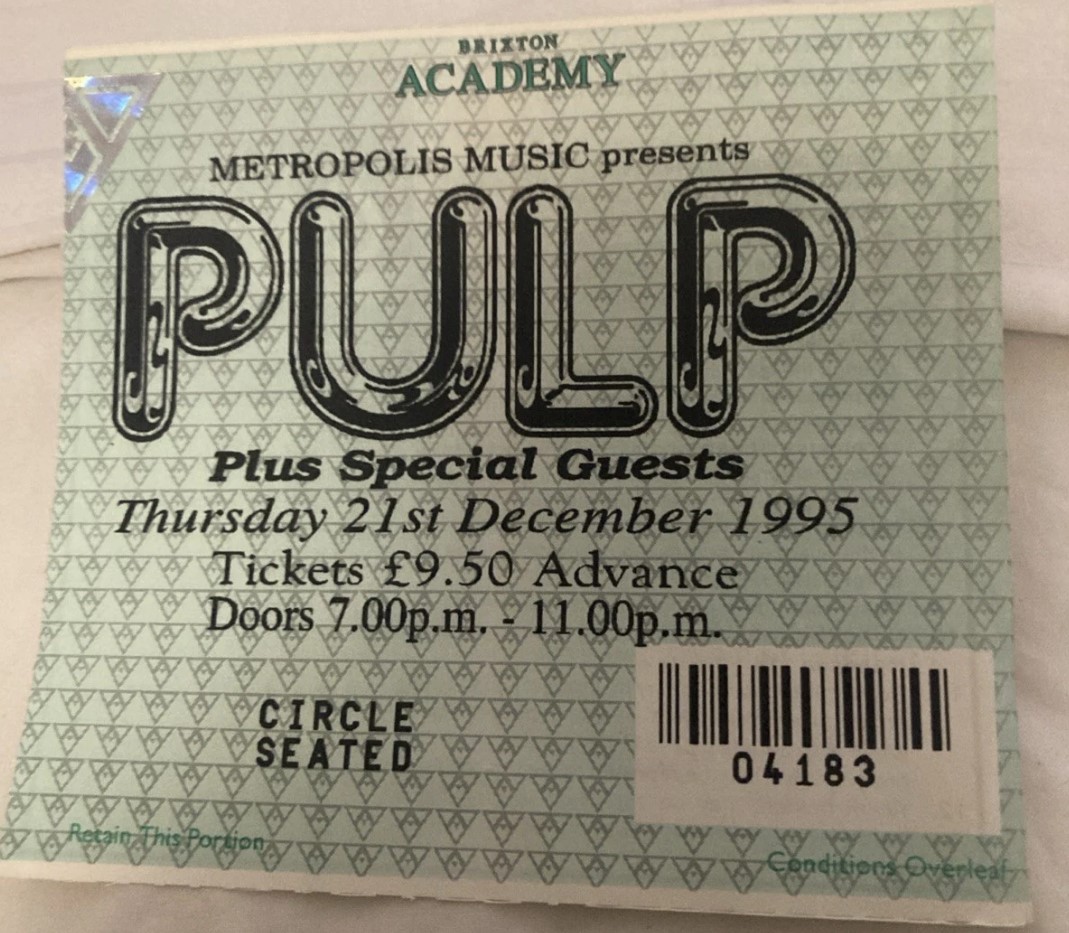 BRIXTON
ACADEMY
METROPOLIS MUSIC presents
PULP
Plus Special Guests
Thursday 21st December 1995
Tickets £9.50 Advance
Doors 7.00p.m. - 11.00p.m.
CIRCLE
SEATED
04183
Retain This Portion
Conditions Overleaf